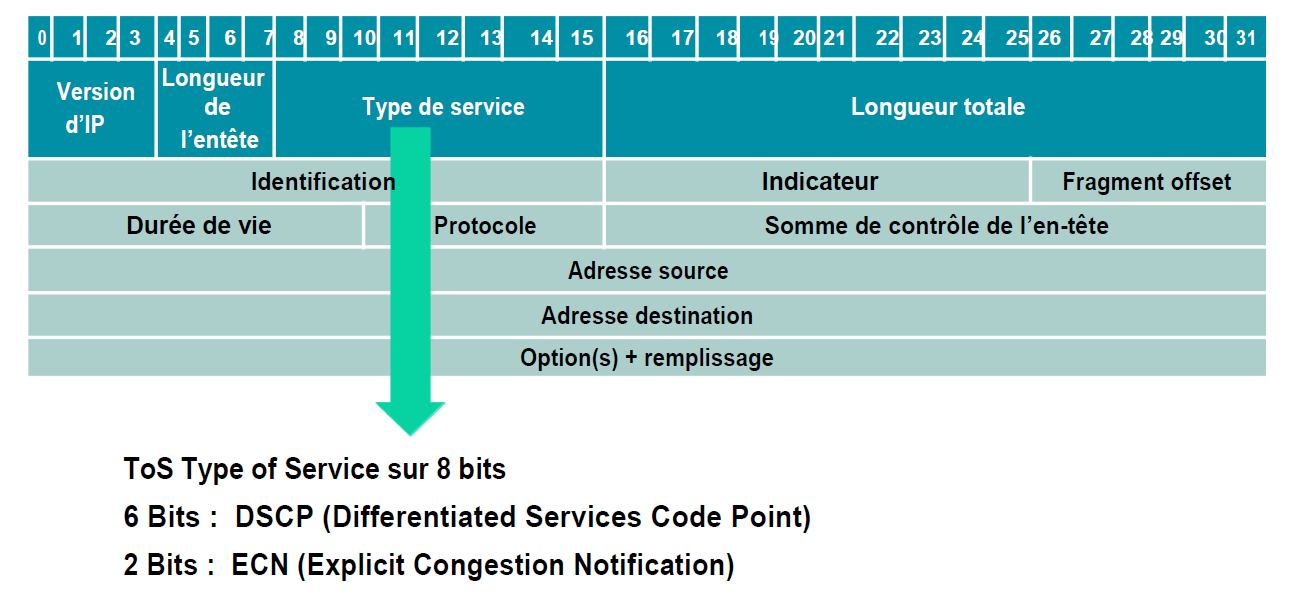 0 1 2 3 4 5 6 7 8 9 10 11 12 13 14 15 16 17 18 19 20 21 22 23 24 25 26 27 28 29 30 31
Version
d’IP
Longueur
de
l’entête
Type de service
Longueur totale
Identification
Indicateur
Fragment offset
Durée de vie
Protocole
Somme de contrôle de l’en-tête
Adresse source
Adresse destination
Option(s) + remplissage
ToS Type of Service sur 8 bits
6 Bits : DSCP (Differentiated Services Code Point)
2 Bits : ECN (Explicit Congestion Notification)